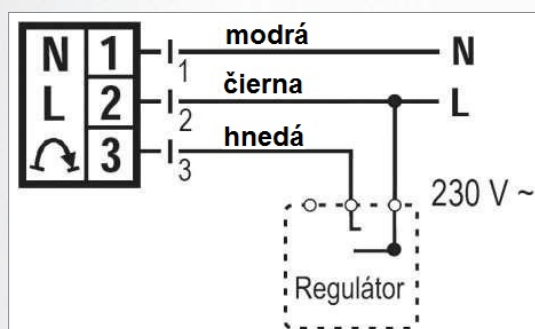 N 1 I 1 modrá N
L 2 I 2 čierna L
3 I 3 hnedá
230 V ~
Regulátor